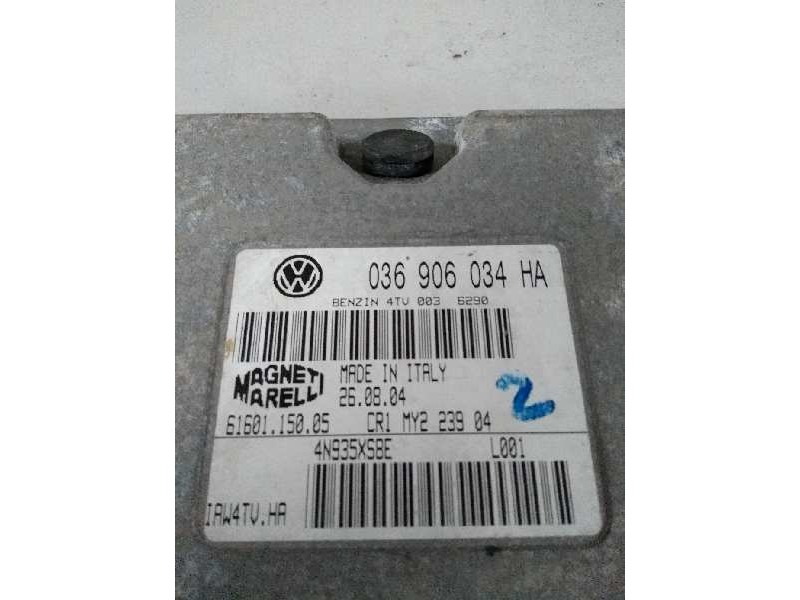 VW 036 906 034 HA
BENZIN 4TV 003 6290
MAGNETI MARELLI
MADE IN ITALY
26.08.04
2
61601.150.05 CR1 MY2 239 04
4N935XSBE L001
IAW4TV.HA